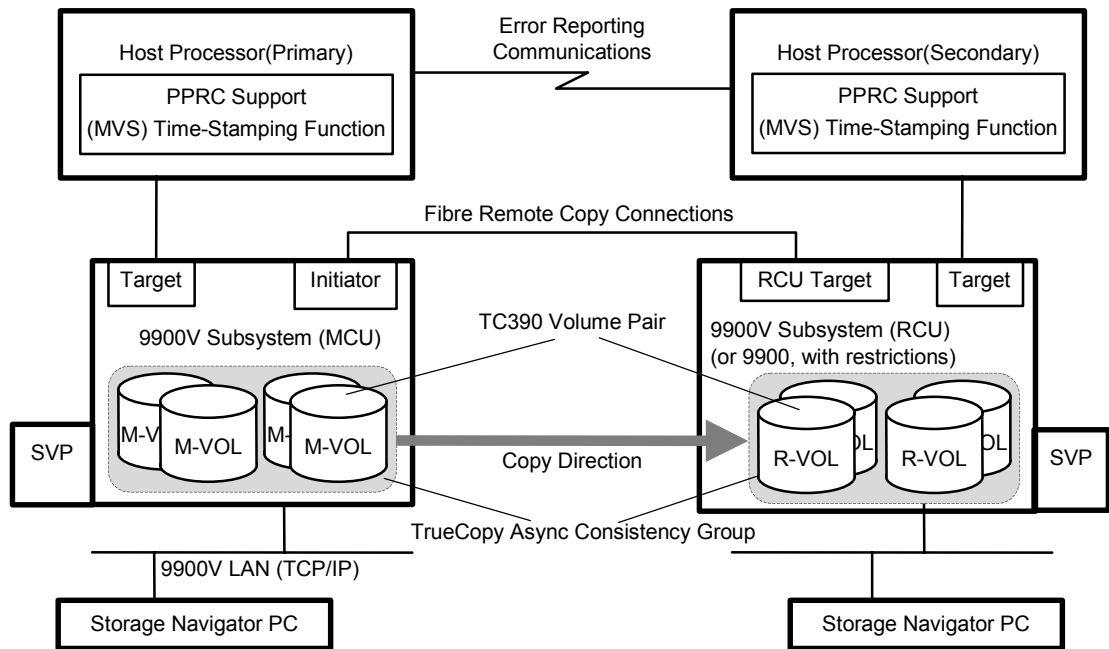 Error Reporting
Communications
Host Processor(Primary)
PPRC Support
(MVS) Time-Stamping Function
Host Processor(Secondary)
PPRC Support
(MVS) Time-Stamping Function
Fibre Remote Copy Connections
Target
Initiator
RCU Target
Target
9900V Subsystem (MCU)
TC390 Volume Pair
9900V Subsystem (RCU)
(or 9900, with restrictions)
SVP
M-V
M-VOL
M-
M-VOL
Copy Direction
R-VOL
OL
R-VOL
OL
SVP
TrueCopy Async Consistency Group
9900V LAN (TCP/IP)
Storage Navigator PC
Storage Navigator PC